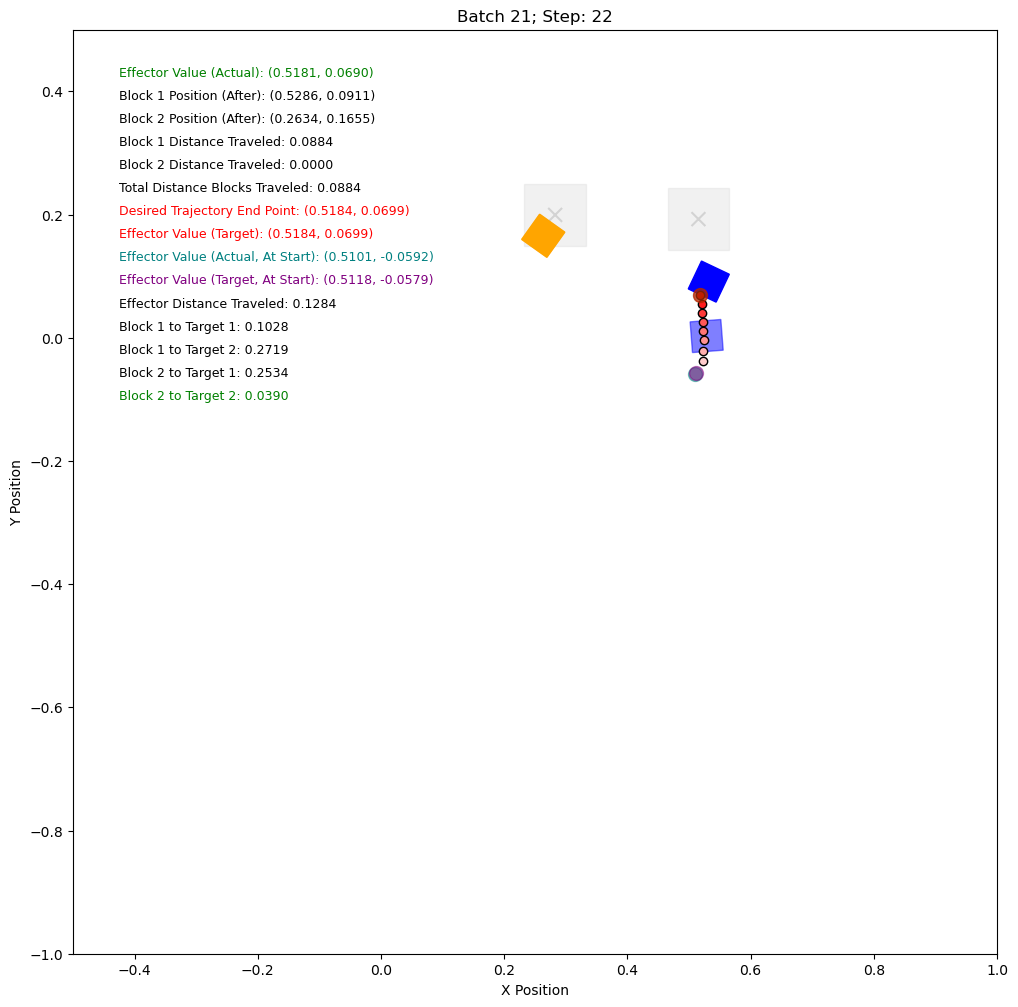 Batch 21; Step: 22
Effector Value (Actual): (0.5181, 0.0690)
Block 1 Position (After): (0.5286, 0.0911)
Block 2 Position (After): (0.2634, 0.1655)
Block 1 Distance Traveled: 0.0884
Block 2 Distance Traveled: 0.0000
Total Distance Blocks Traveled: 0.0884
Desired Trajectory End Point: (0.5184, 0.0699)
Effector Value (Target): (0.5184, 0.0699)
Effector Value (Actual, At Start): (0.5101, -0.0592)
Effector Value (Target, At Start): (0.5118, -0.0579)
Effector Distance Traveled: 0.1284
Block 1 to Target 1: 0.1028
Block 1 to Target 2: 0.2719
Block 2 to Target 1: 0.2534
Block 2 to Target 2: 0.0390
0.4
0.2
0.0
−0.2
−0.4
−0.6
−0.8
−1.0
Y Position
−0.4
−0.2
0.0
0.2
0.4
0.6
0.8
1.0
X Position